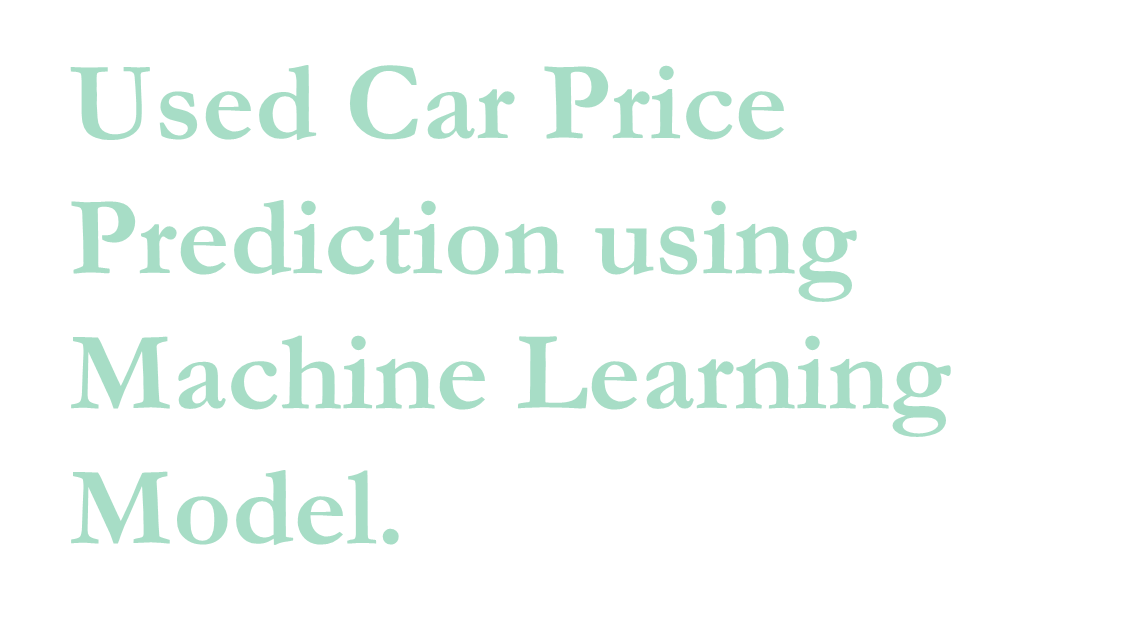 Used Car Price
Prediction using
Machine Learning
Model.